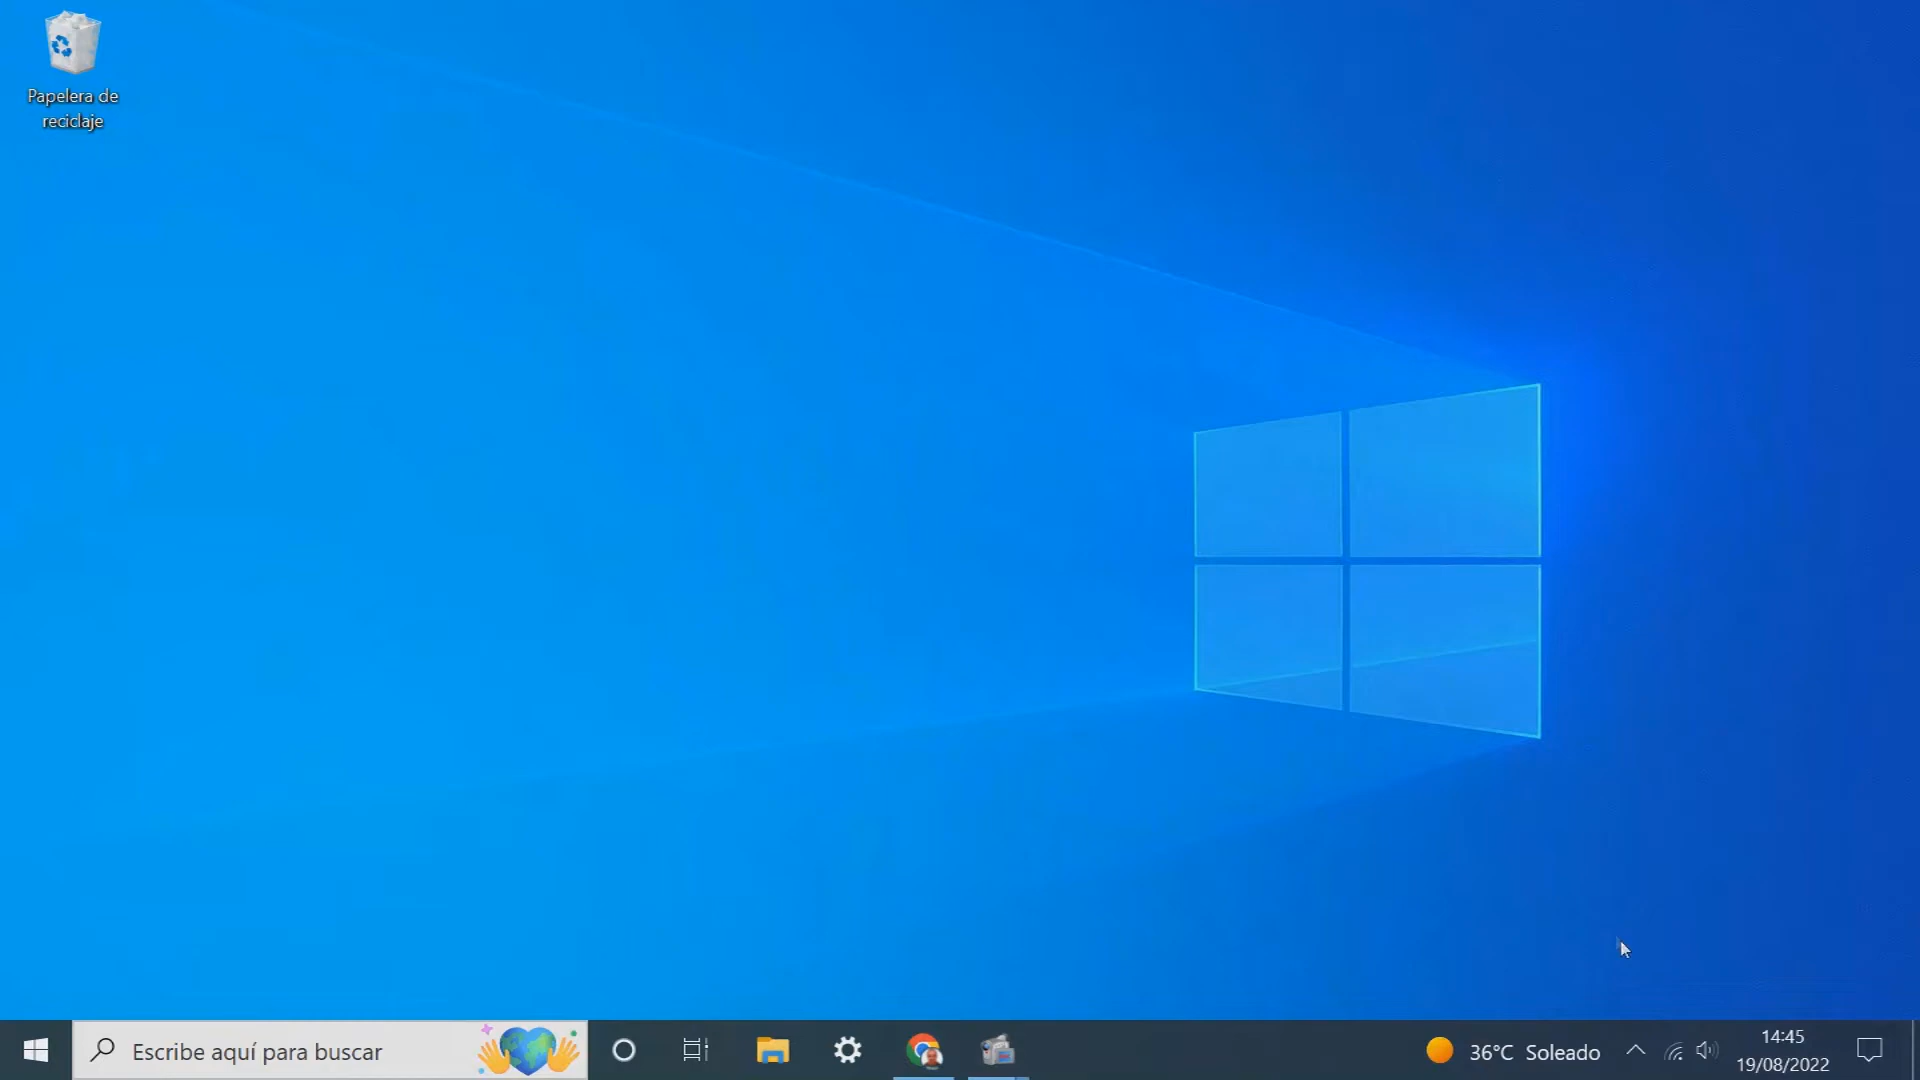 Papelera de
reciclaje
Escribe aquí para buscar
36°C Soleado
14:45
19/08/2022